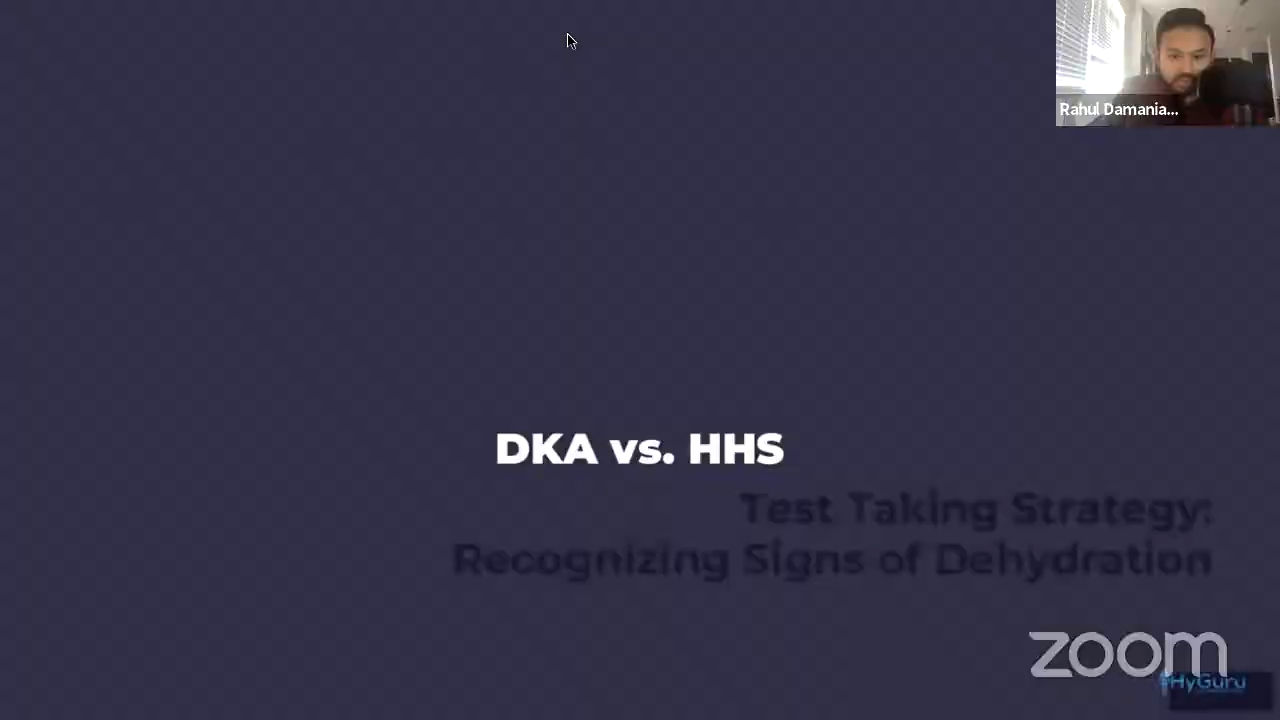 Rahul Damania...
DKA vs. HHS
Test Taking Strategy:
Recognizing Signs of Dehydration
zoom
#HyGuru